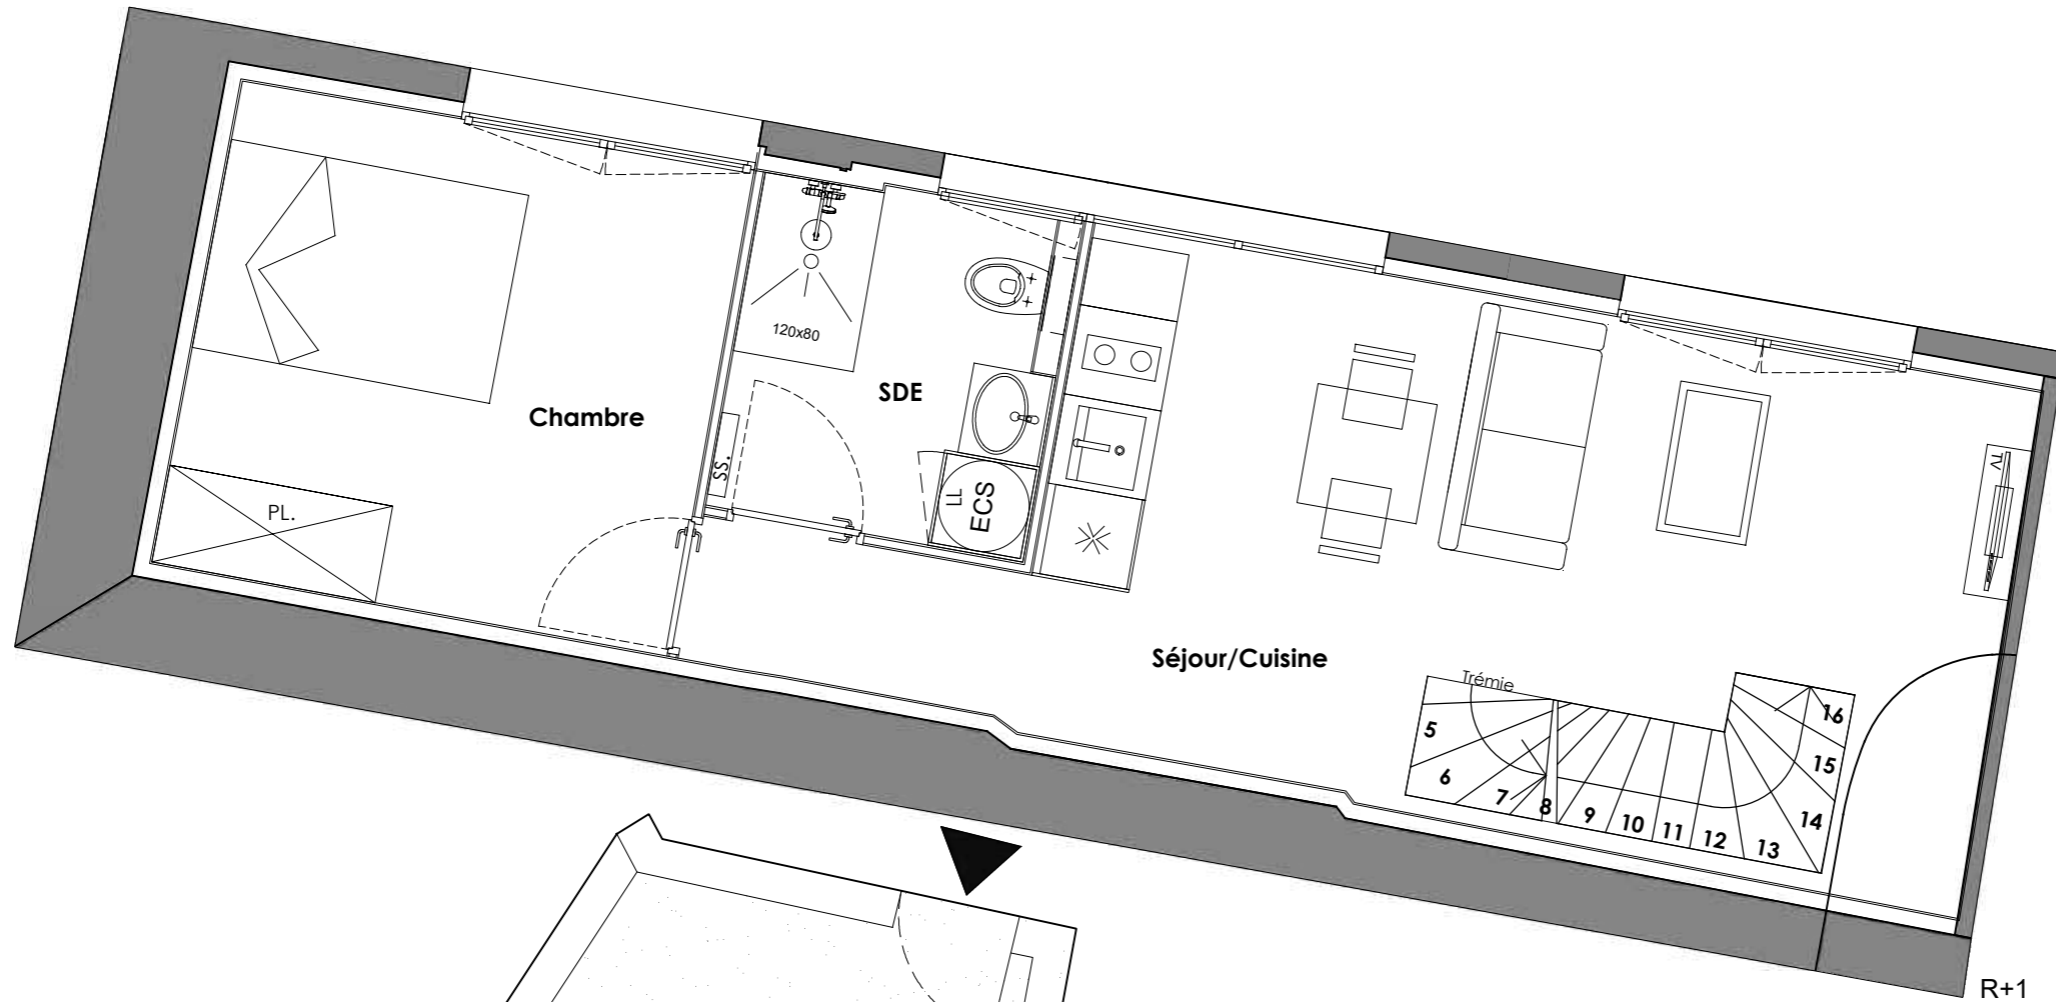 120x80
SDE
Chambre
SS.
TV
PL.
LL
ECS
Séjour/Cuisine
Trémie
5
6
7
8
9
10
11
12
13
14
15
16
R+1